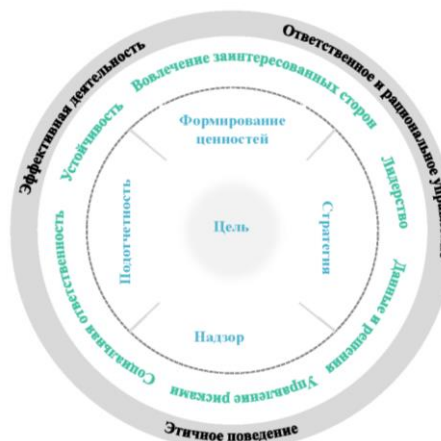 Эффективная деятельность
Ответственное и рациональное
Этичное поведение
Вовлечение заинтересованных сторон
Лидерство
Данные и решения
Управление рисками
Социальная ответственность
Устойчивость
Формирование
ценностей
Стратегия
Надзор
Подотчетность
Цель